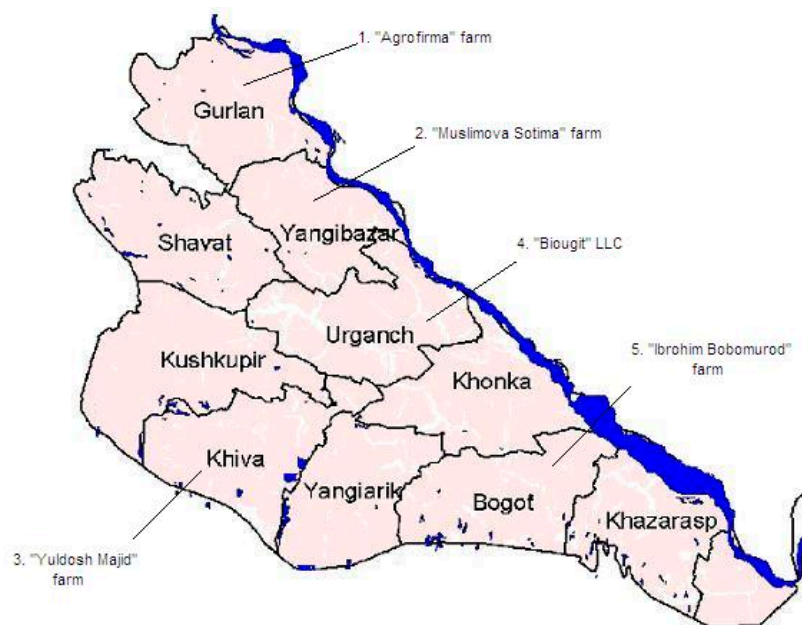 1. "Agrofirma" farm
Gurlan
2. "Muslimova Sotima" farm
Shavat
Yangibazar
4. "Biougit" LLC
Urganch
Kushkupir
5. "Ibrohim Bobomurod"
farm
Khonka
Khiva
Yangiarik
Bogot
Khazarasp
3. "Yuldosh Majid"
farm